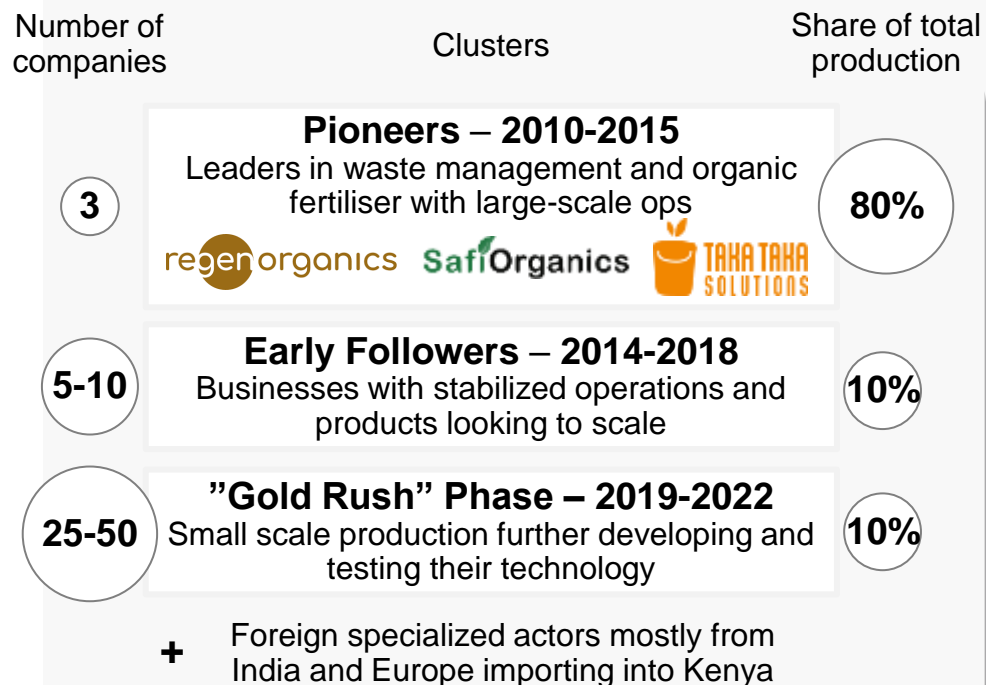 Number of
companies
Clusters
Share of total
production
Pioneers – 2010-2015
Leaders in waste management and organic
fertiliser with large-scale ops
3
80%
regenorganics
SafiOrganics
TAKA TAKA
SOLUTIONS
Early Followers – 2014-2018
5-10
Businesses with stabilized operations and
products looking to scale
10%
”Gold Rush” Phase – 2019-2022
25-50
Small scale production further developing and
testing their technology
10%
+
Foreign specialized actors mostly from
India and Europe importing into Kenya